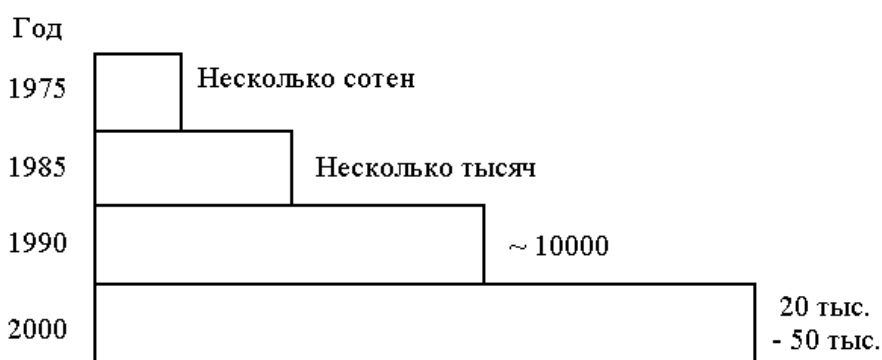 Год
1975 Несколько сотен
1985 Несколько тысяч
1990 ~ 10000
2000 20 тыс.
- 50 тыс.